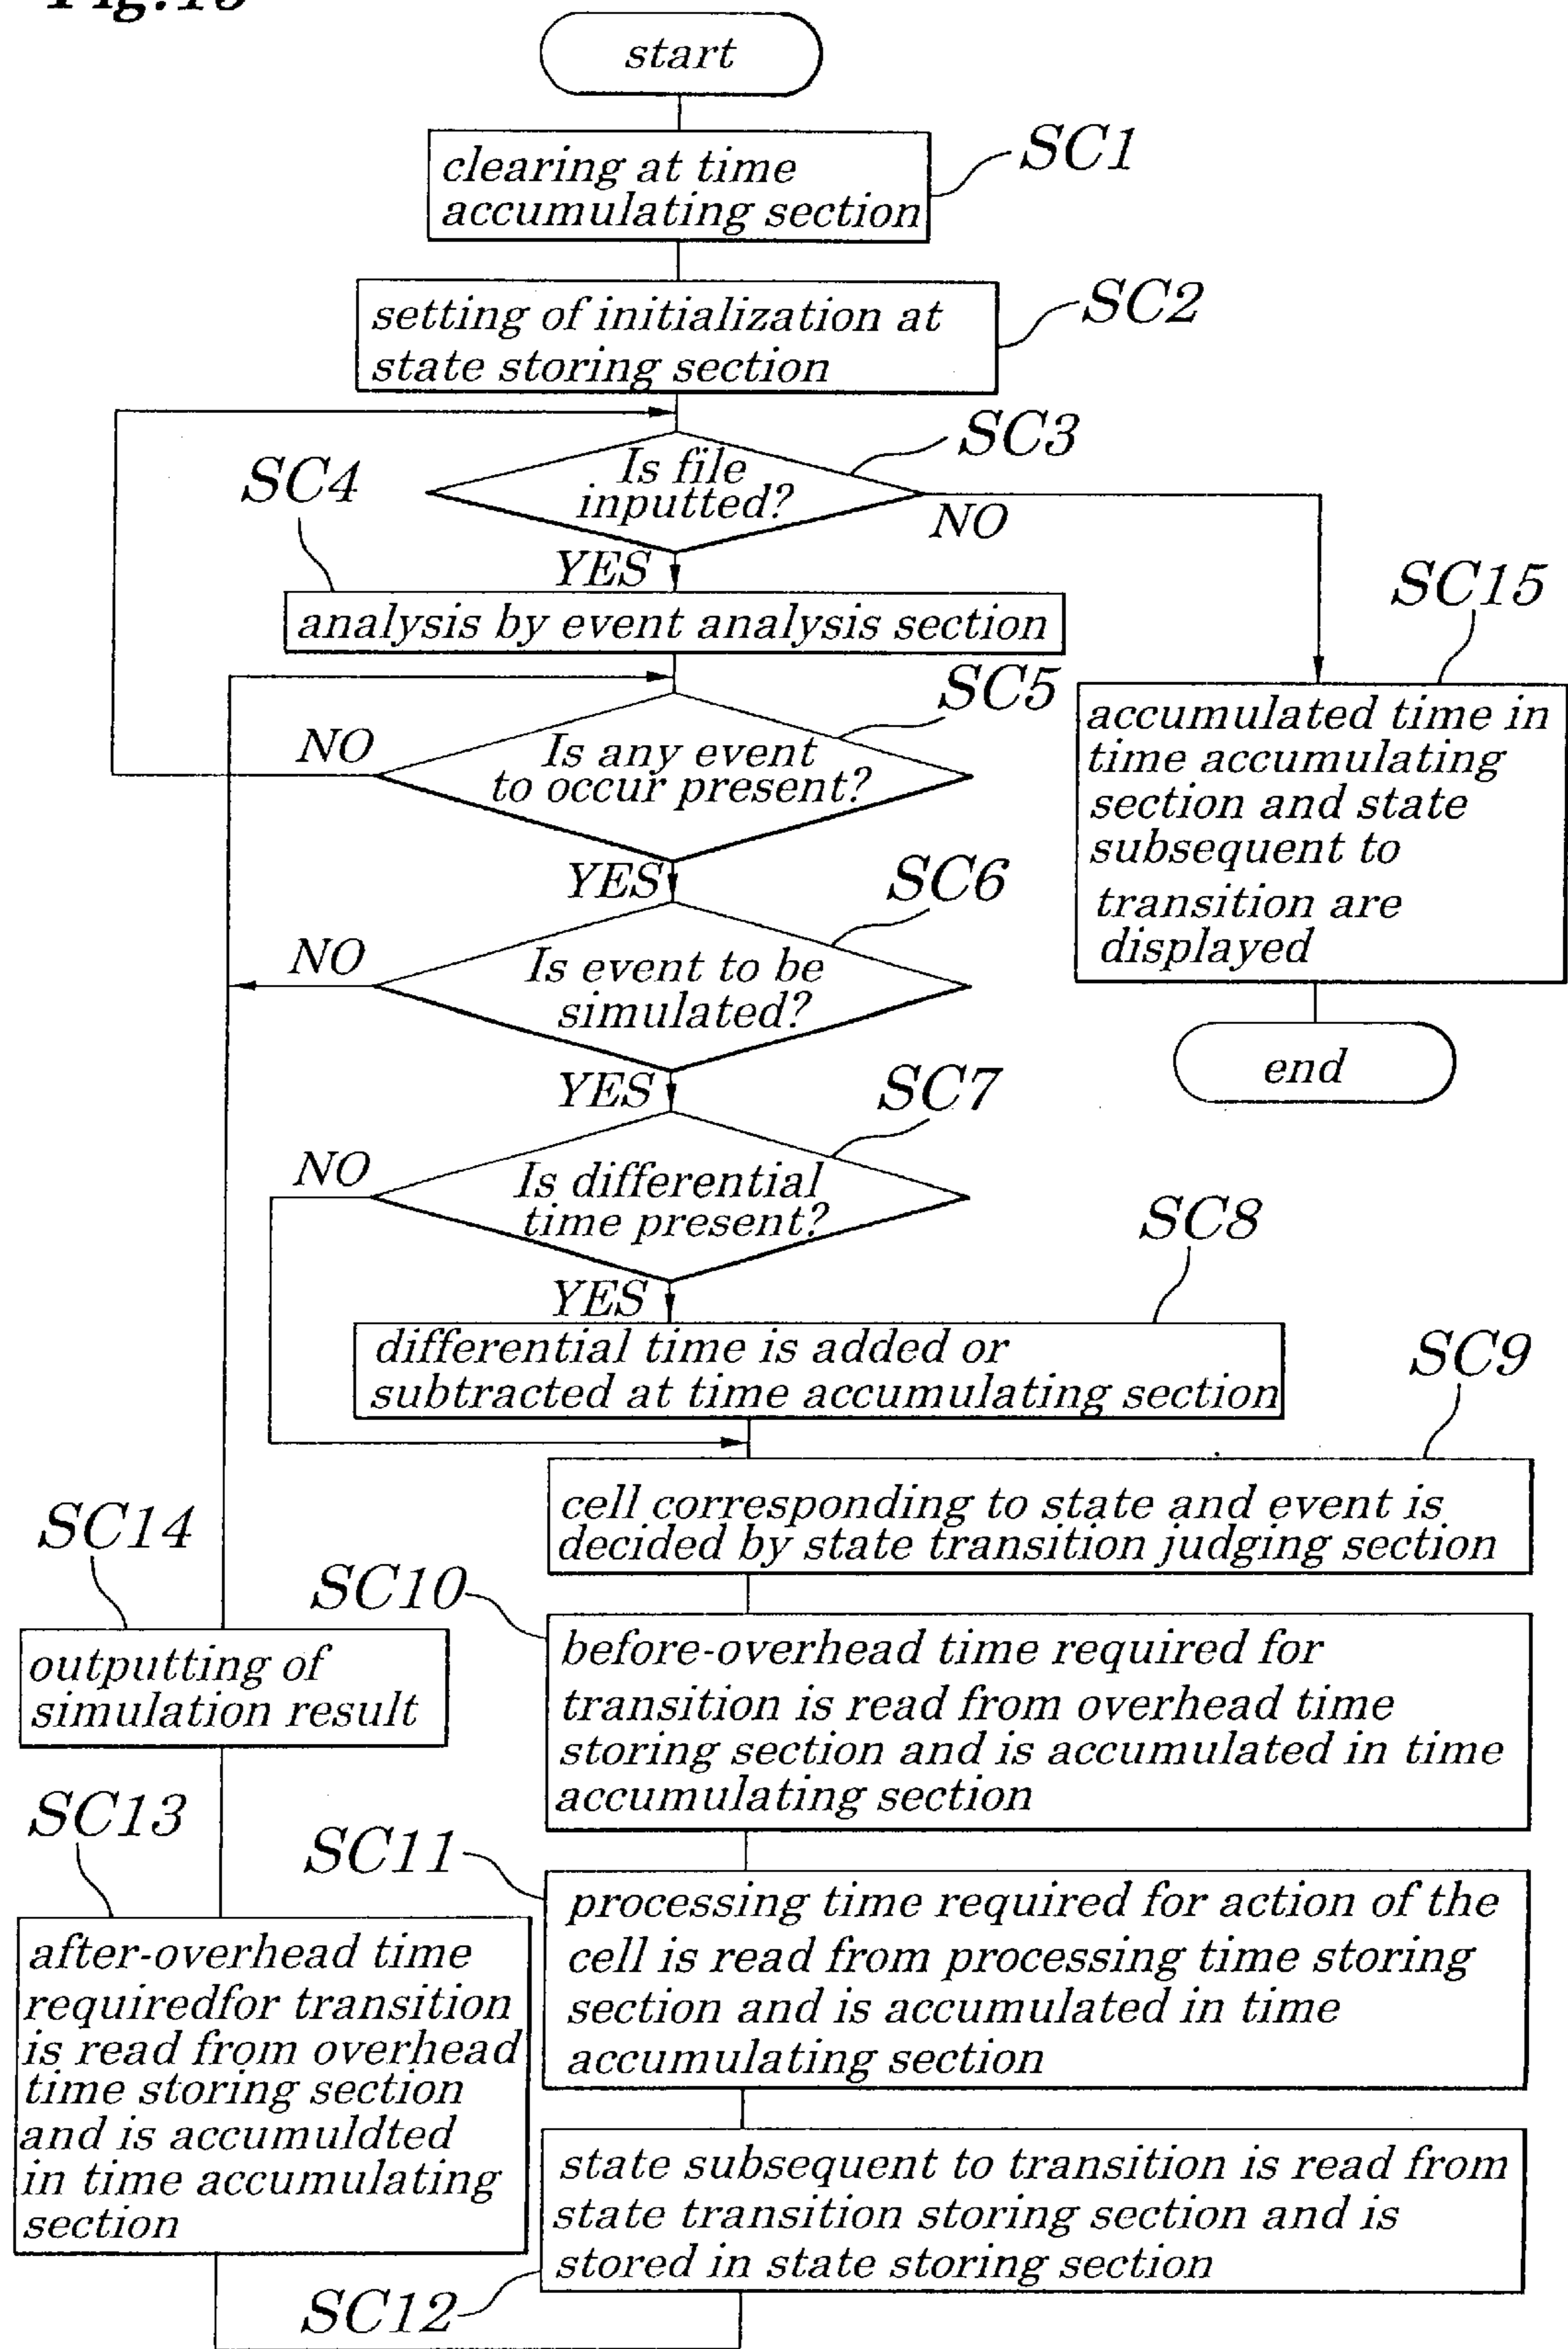 start
SC1
clearing at time
accumulating section
SC2
setting of initialization at
state storing section
SC3
Is file
inputted?
NO
SC4
YES
analysis by event analysis section
SC15
accumulated time in
time accumulating
section and state
subsequent to
transition are
displayed
end
SC5
NO
Is any event
to occur present?
YES
SC6
NO
Is event to be
simulated?
YES
SC7
NO
Is differential
time present?
YES
SC8
differential time is added or
subtracted at time accumulating section
SC9
cell corresponding to state and event is
decided by state transition judging section
SC10
before-overhead time required for
transition is read from overhead time
storing section and is accumulated in time
accumulating section
SC11
processing time required for action of the
cell is read from processing time storing
section and is accumulated in time
accumulating section
SC12
state subsequent to transition is read from
state transition storing section and is
stored in state storing section
SC13
after-overhead time
requiredfor transition
is read from overhead
time storing section
and is accumuldted
in time accumulating
section
SC14
outputting of
simulation result